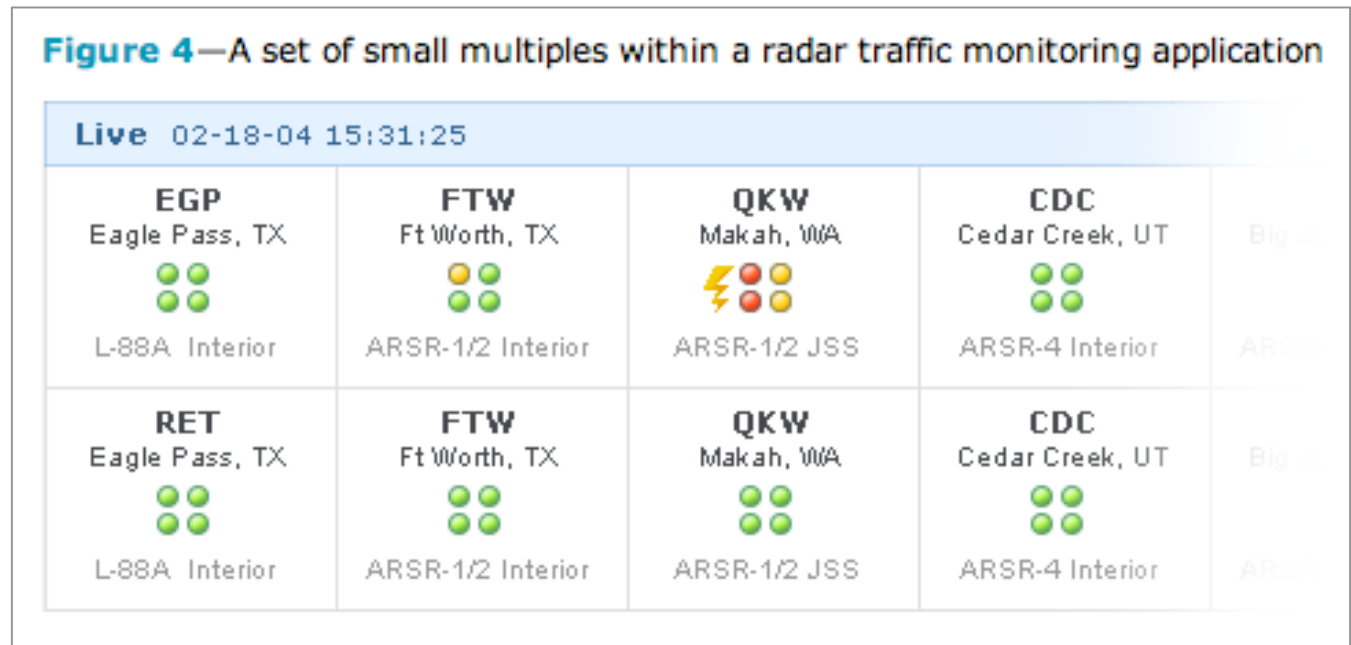 Figure 4—A set of small multiples within a radar traffic monitoring application
Live 02-18-04 15:31:25
EGP
Eagle Pass, TX
L-88A Interior
FTW
Ft Worth, TX
ARSR-1/2 Interior
QKW
Makah, WA
ARSR-1/2 JSS
CDC
Cedar Creek, UT
ARSR-4 Interior
Big
RET
Eagle Pass, TX
L-88A Interior
FTW
Ft Worth, TX
ARSR-1/2 Interior
QKW
Makah, WA
ARSR-1/2 JSS
CDC
Cedar Creek, UT
ARSR-4 Interior
Big